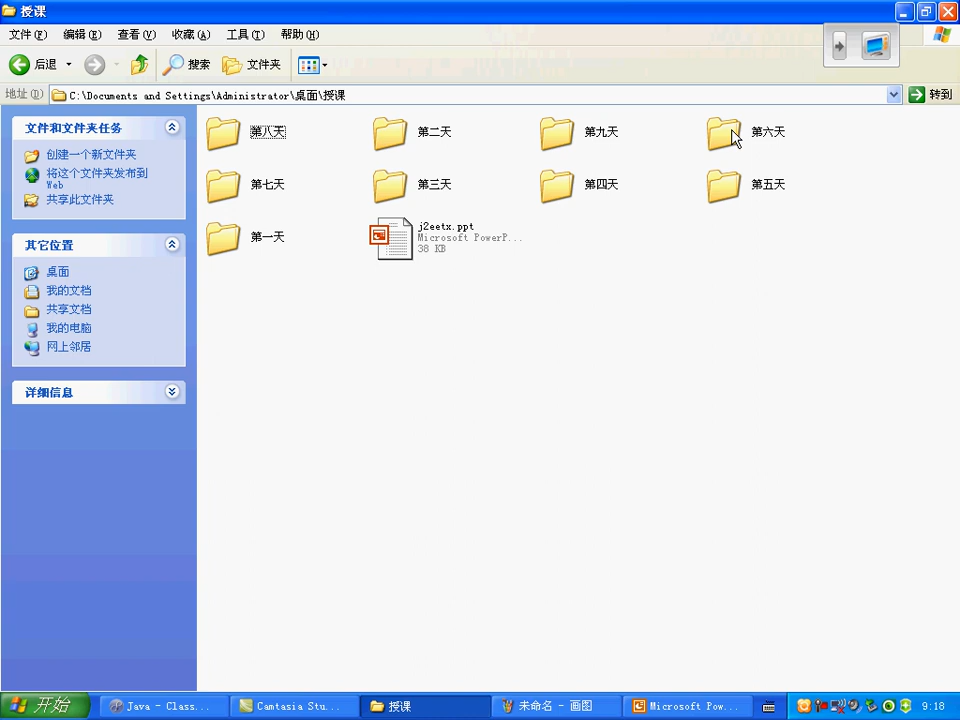 授课
文件(F) 编辑(E) 查看(V) 收藏(A) 工具(T) 帮助(H)
后退 搜索 文件夹
地址(D) C:\Documents and Settings\Administrator\桌面\授课 转到
文件和文件夹任务
创建一个新文件夹
将这个文件夹发布到
Web
共享此文件夹
其它位置
桌面
我的文档
共享文档
我的电脑
网上邻居
详细信息
第八天 第二天 第九天 第六天
第七天 第三天 第四天 第五天
第一天
j2eetx.ppt
Microsoft PowerP...
38 KB
开始 Java - Class... Camtasia Stu... 授课 未命名 - 画图 Microsoft Pow... 9:18